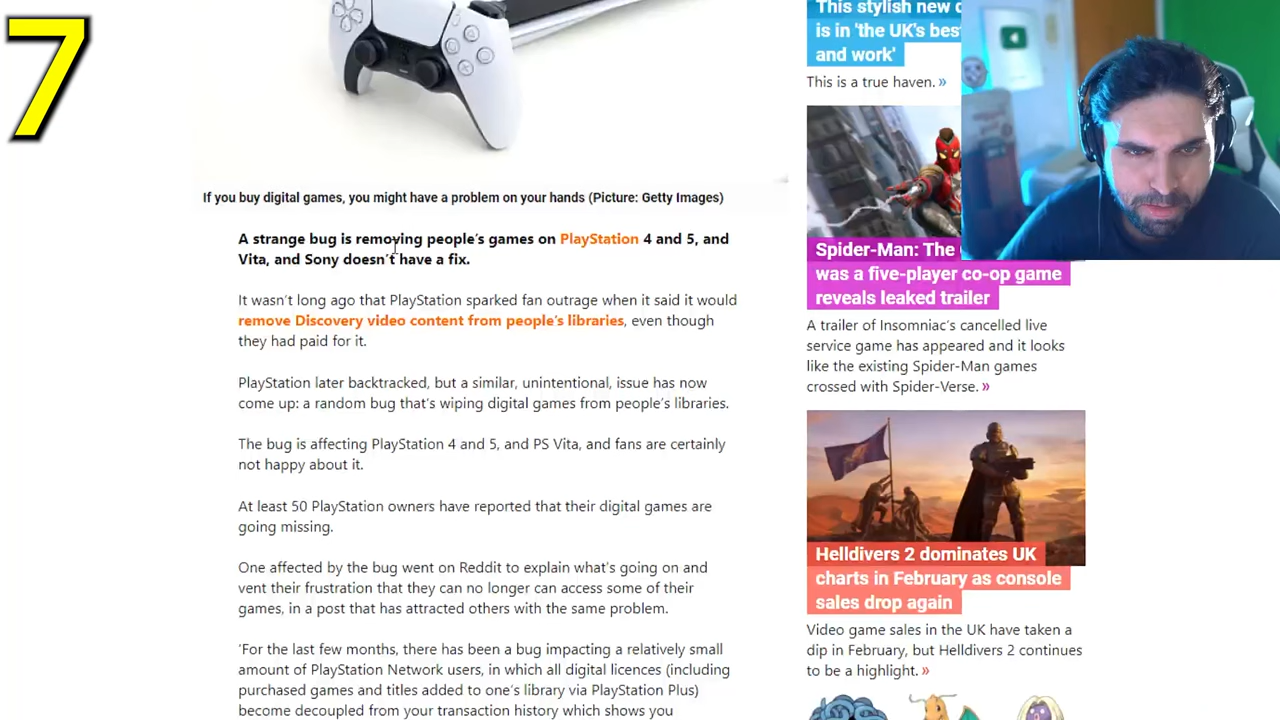 7
If you buy digital games, you might have a problem on your hands (Picture: Getty Images)
A strange bug is removing people's games on PlayStation 4 and 5, and
Vita, and Sony doesn't have a fix.
It wasn't long ago that PlayStation sparked fan outrage when it said it would
remove Discovery video content from people's libraries, even though
they had paid for it.
PlayStation later backtracked, but a similar, unintentional, issue has now
come up: a random bug that's wiping digital games from people's libraries.
The bug is affecting PlayStation 4 and 5, and PS Vita, and fans are certainly
not happy about it.
At least 50 PlayStation owners have reported that their digital games are
going missing.
One affected by the bug went on Reddit to explain what's going on and
vent their frustration that they can no longer can access some of their
games, in a post that has attracted others with the same problem.
'For the last few months, there has been a bug impacting a relatively small
amount of PlayStation Network users, in which all digital licences (including
purchased games and titles added to one's library via PlayStation Plus)
become decoupled from your transaction history which shows you
This stylish new
is in 'the UK's
and work'
This is a true haven. »
Spider-Man: The
was a five-player co-op game
reveals leaked trailer
A trailer of Insomniac's cancelled live
service game has appeared and it looks
like the existing Spider-Man games
crossed with Spider-Verse. »
Helldivers 2 dominates UK
charts in February as console
sales drop again
Video game sales in the UK have taken a
dip in February, but Helldivers 2 continues
to be a highlight. »